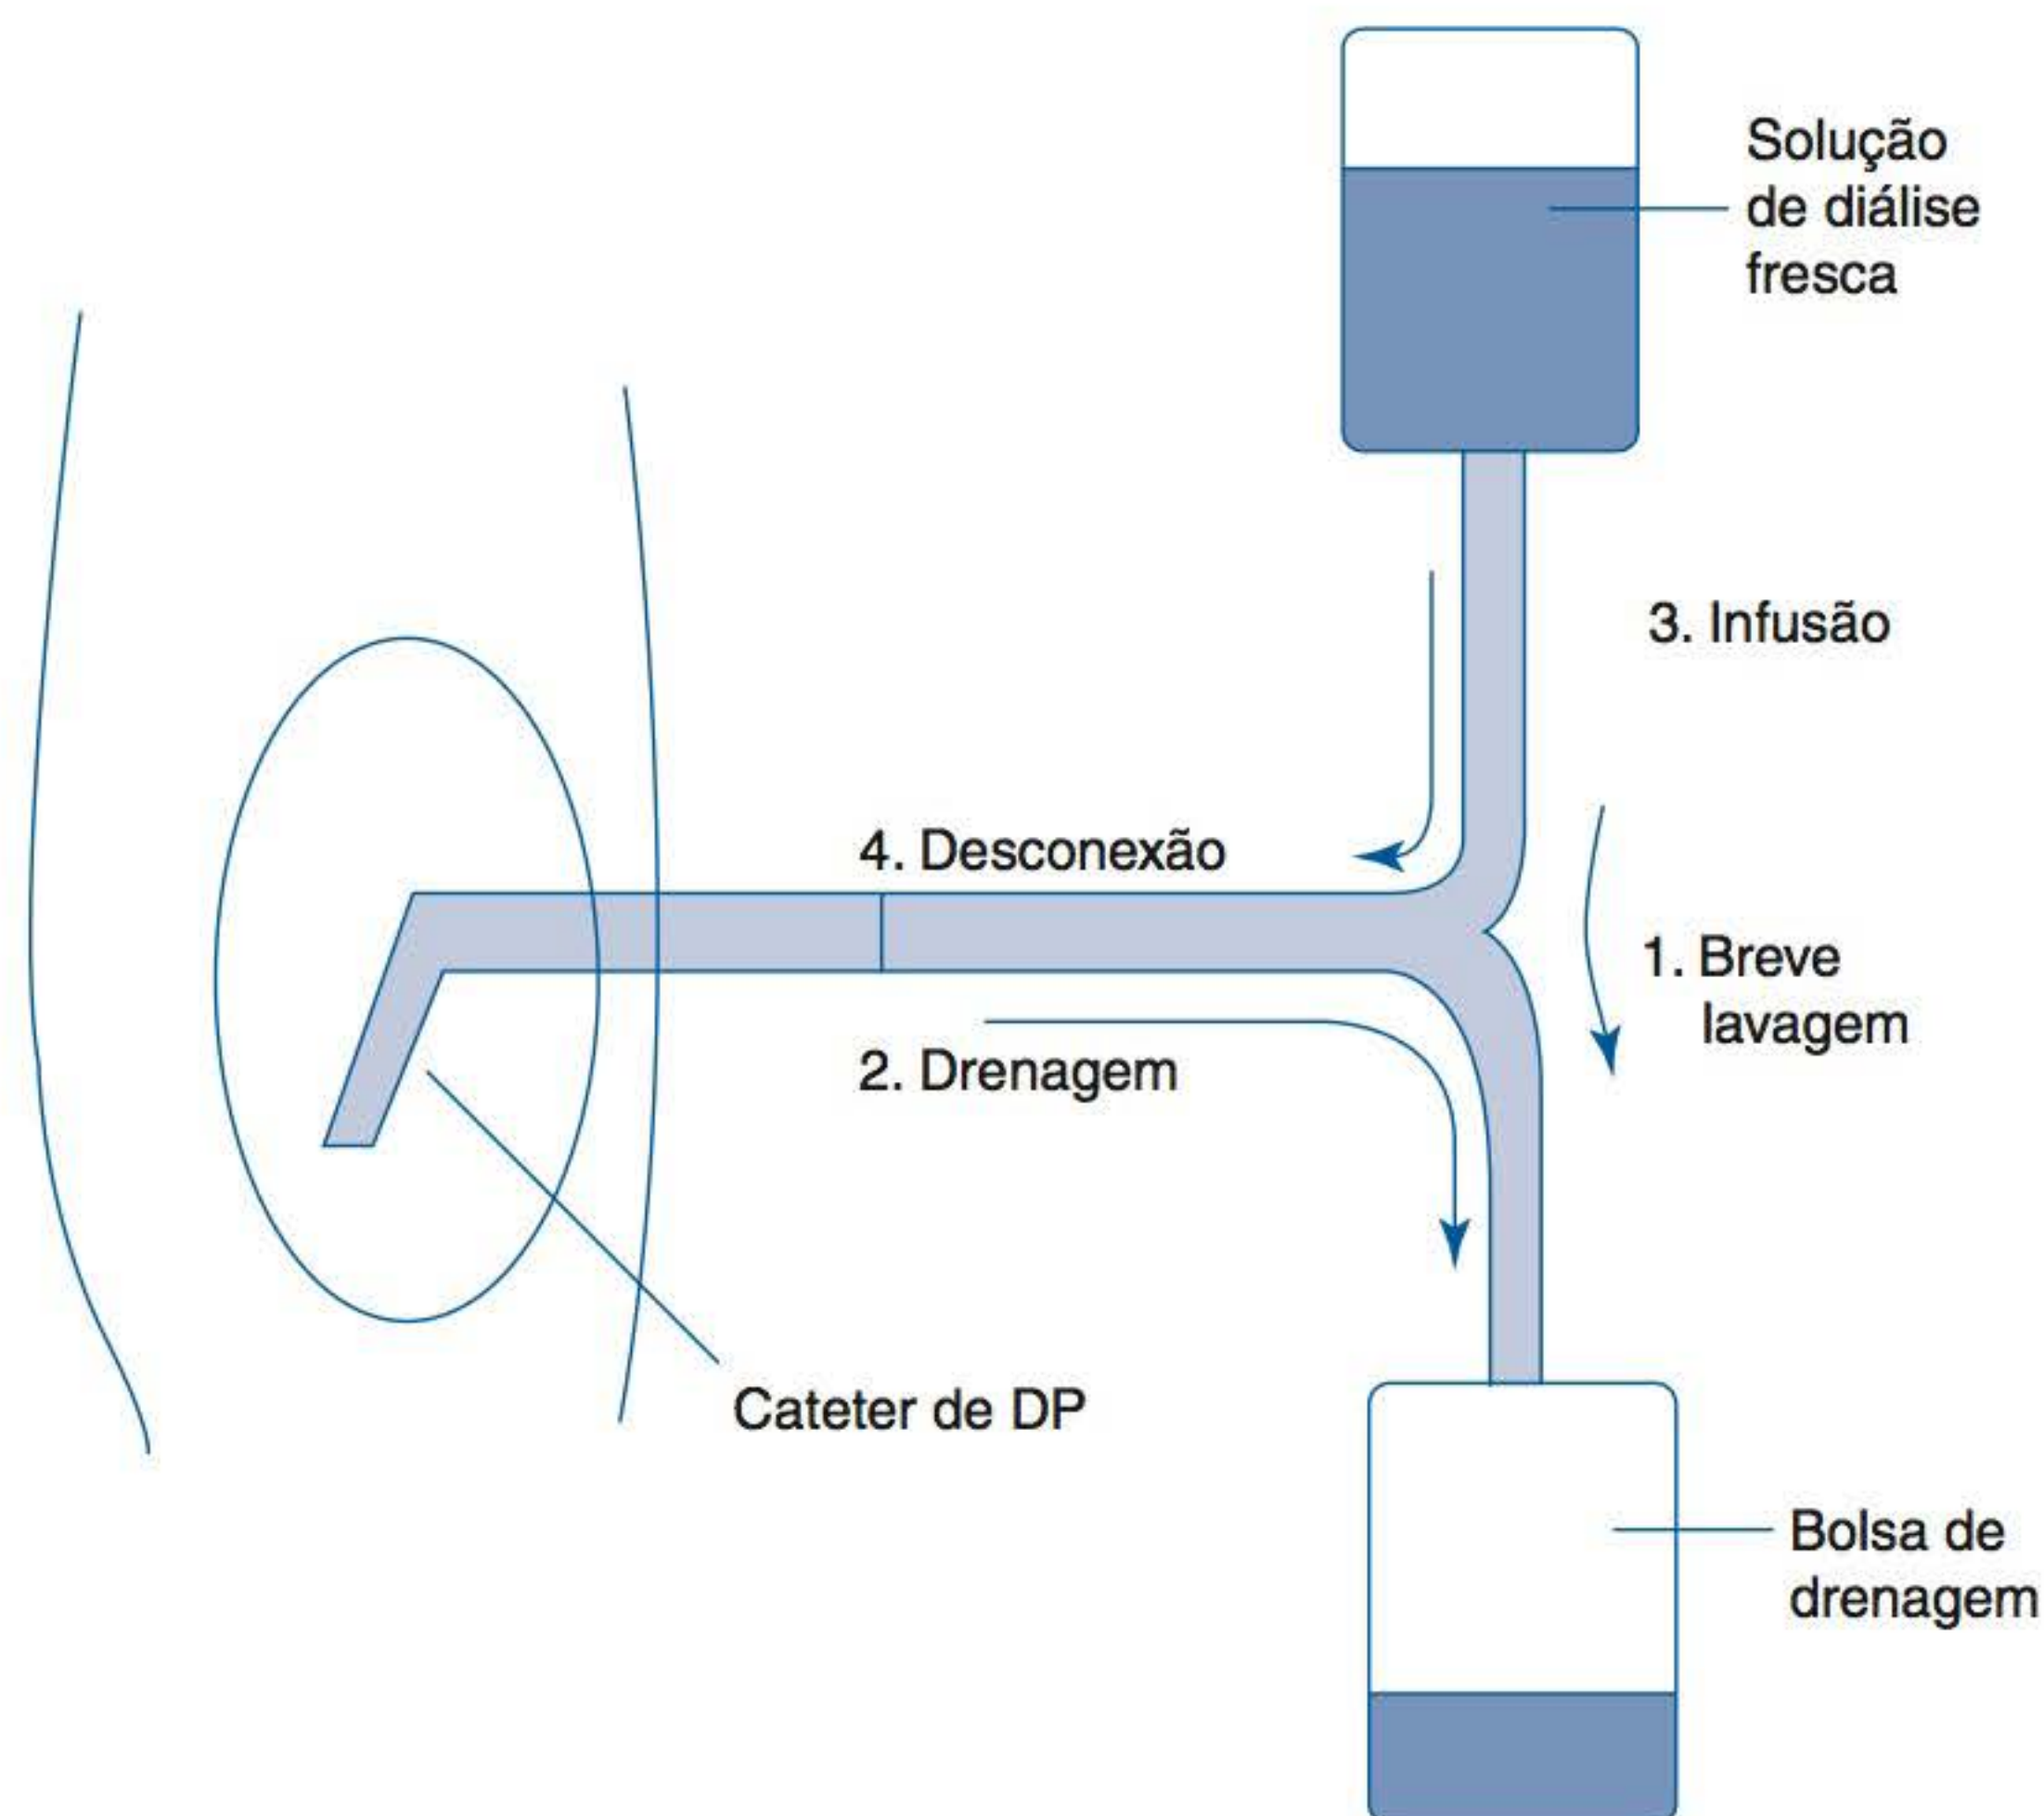 Solução
de diálise
fresca
3. Infusão
4. Desconexão
1. Breve
lavagem
2. Drenagem
Cateter de DP
Bolsa de
drenagem